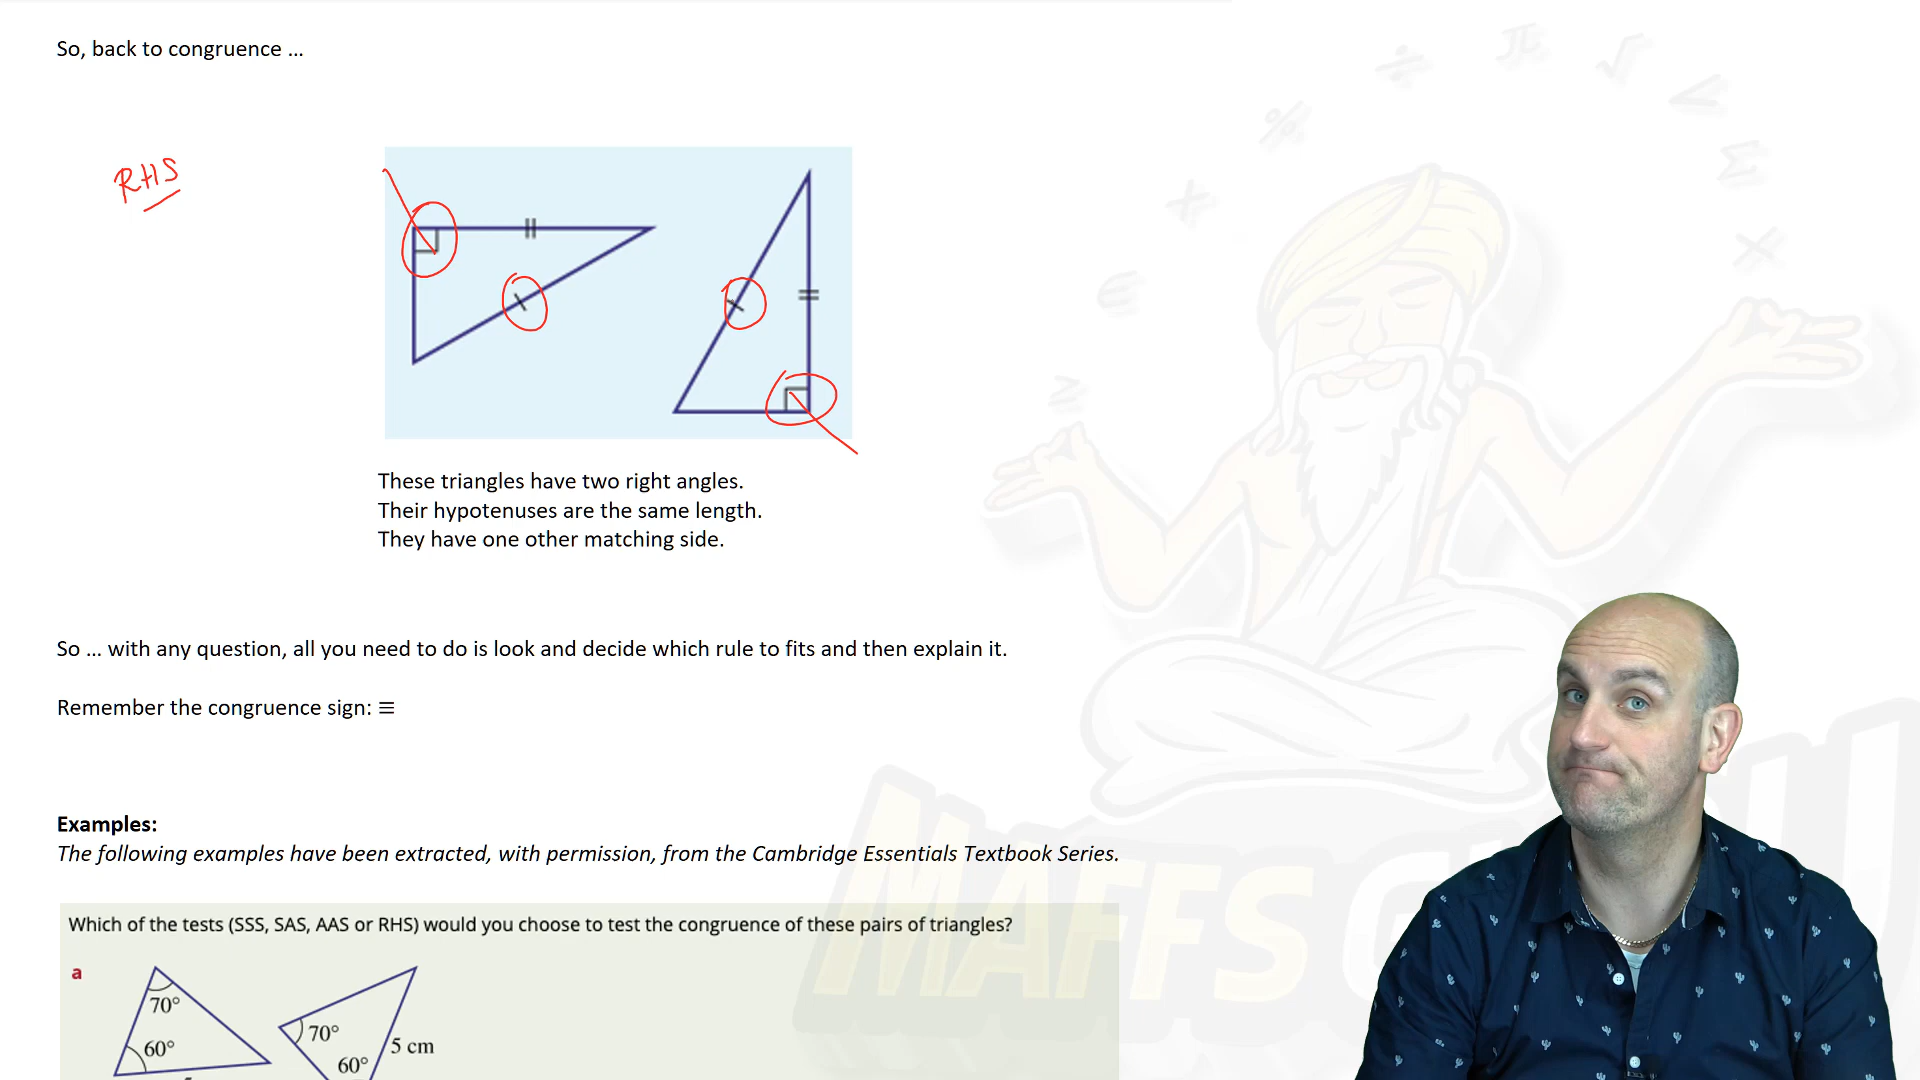 So, back to congruence ...
RHS
These triangles have two right angles.
Their hypotenuses are the same length.
They have one other matching side.
So ... with any question, all you need to do is look and decide which rule to fits and then explain it.
Remember the congruence sign: ≡
Examples:
The following examples have been extracted, with permission, from the Cambridge Essentials Textbook Series.
Which of the tests (SSS, SAS, AAS or RHS) would you choose to test the congruence of these pairs of triangles?
a
70°
60°
70°
60°
5 cm
MAFFS